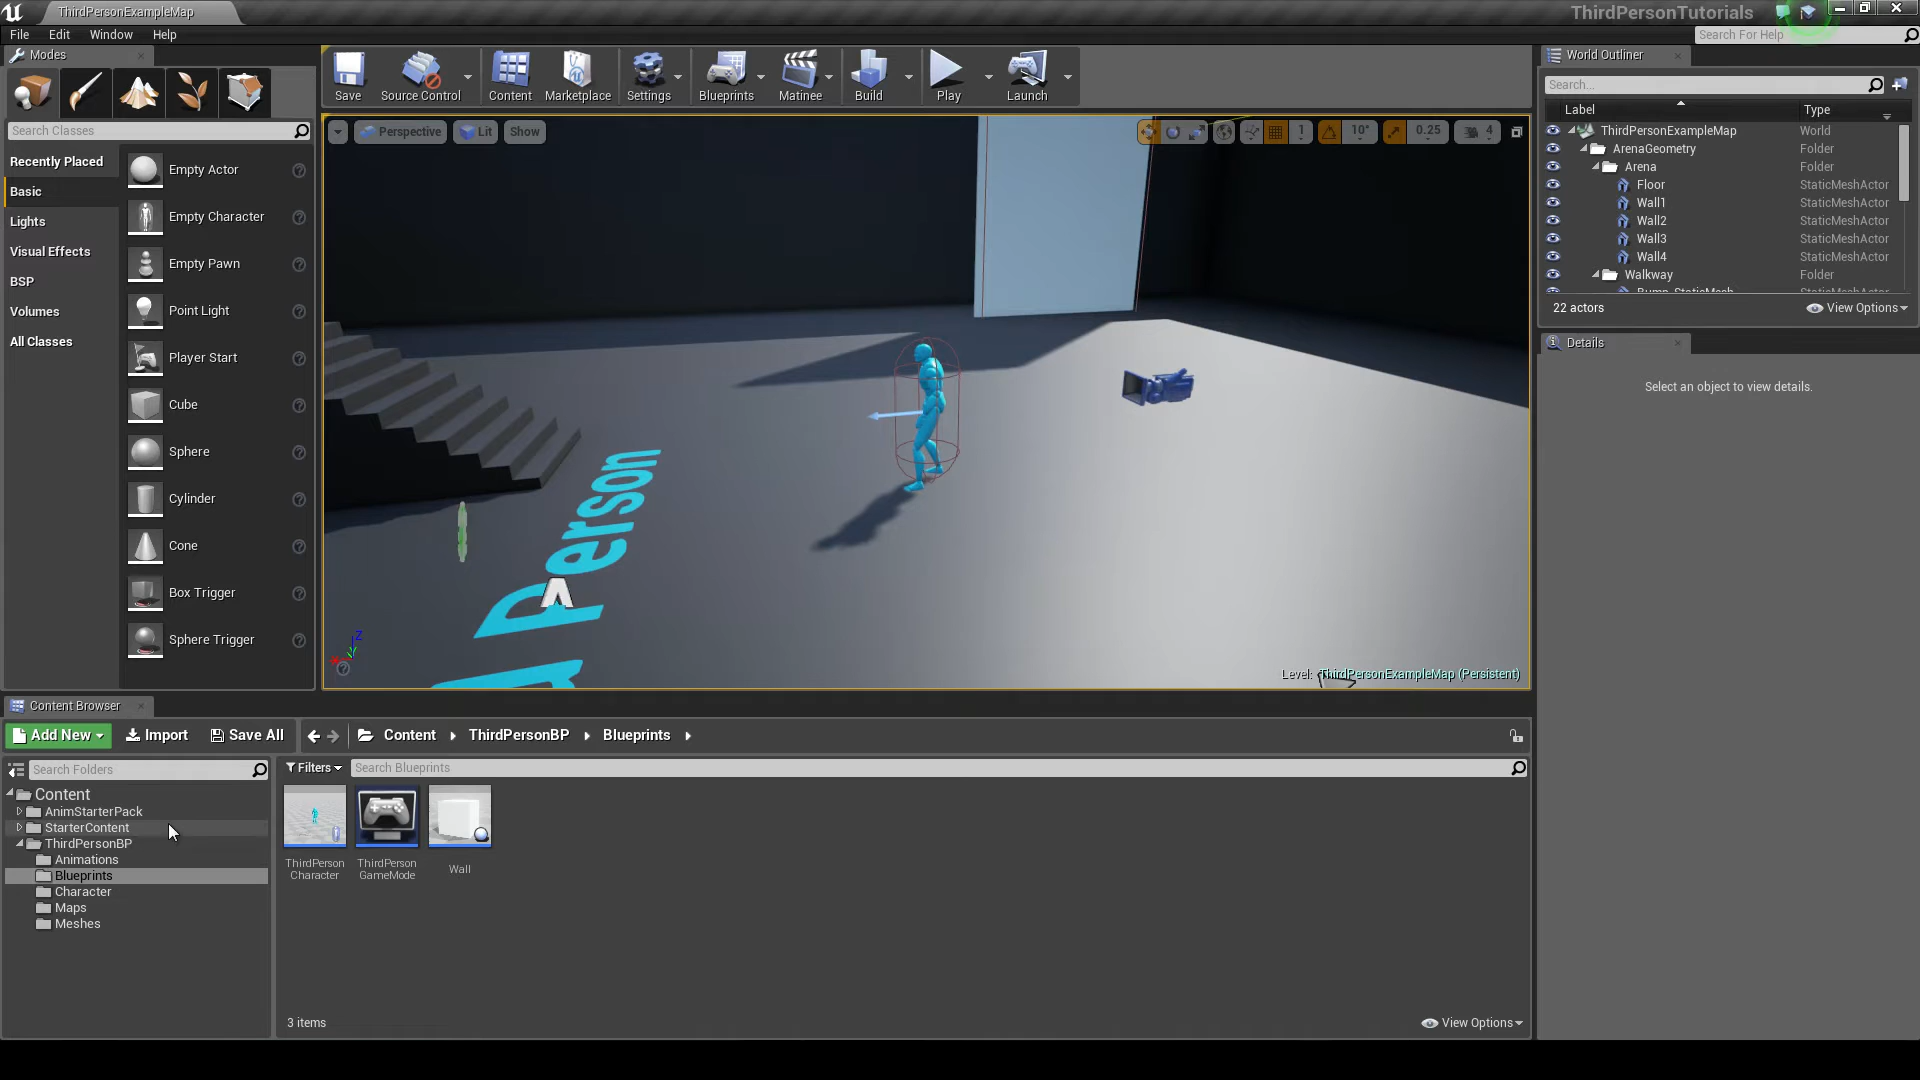 ThirdPersonExampleMap
ThirdPersonTutorials
File Edit Window Help
Search For Help
Modes
Save
Source Control
Content
Marketplace
Settings
Blueprints
Matinee
Build
Play
Launch
World Outliner
Search...
Label Type
Search Classes
Perspective
Lit
Show
1
10°
0.25
4
Recently Placed
Basic
Lights
Visual Effects
BSP
Volumes
All Classes
Empty Actor
Empty Character
Empty Pawn
Point Light
Player Start
Cube
Sphere
Cylinder
Cone
Box Trigger
Sphere Trigger
Person
Z
X
Level: ThirdPersonExampleMap (Persistent)
ThirdPersonExampleMap World
ArenaGeometry Folder
Arena Folder
Floor StaticMeshActor
Wall1 StaticMeshActor
Wall2 StaticMeshActor
Wall3 StaticMeshActor
Wall4 StaticMeshActor
Walkway Folder
Bump_StaticMesh StaticMeshActor
22 actors
View Options
Details
Select an object to view details.
Content Browser
Add New
Import
Save All
Content ThirdPersonBP Blueprints
Search Folders
Filters
Search Blueprints
Content
AnimStarterPack
StarterContent
ThirdPersonBP
Animations
Blueprints
Character
Maps
Meshes
ThirdPerson
Character
ThirdPerson
GameMode
Wall
3 items
View Options